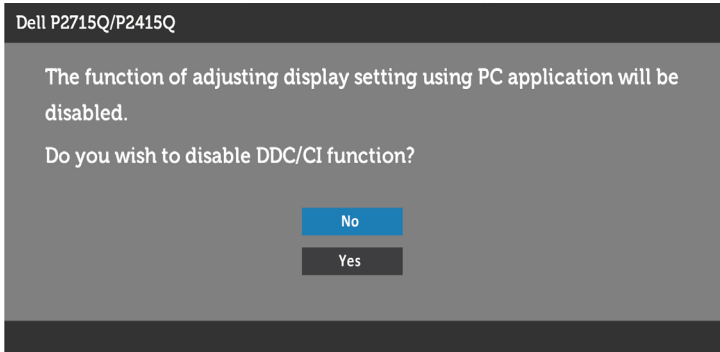 Dell P2715Q/P2415Q
The function of adjusting display setting using PC application will be
disabled.
Do you wish to disable DDC/CI function?
No
Yes